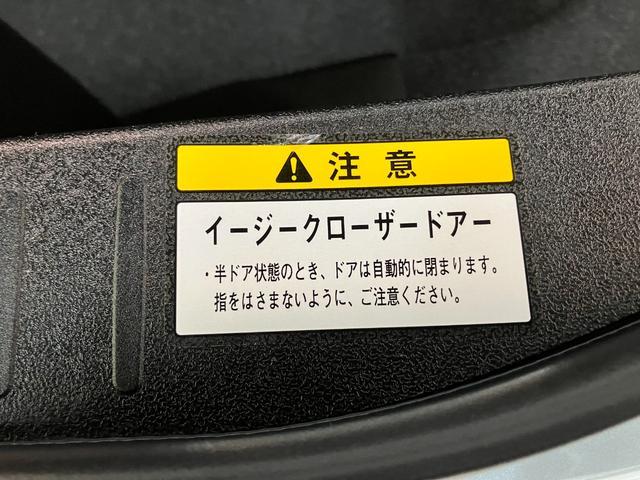 ⚠ 注意
イージークローザードアー
・半ドア状態のとき、ドアは自動的に閉まります。
指をはさまないように、ご注意ください。